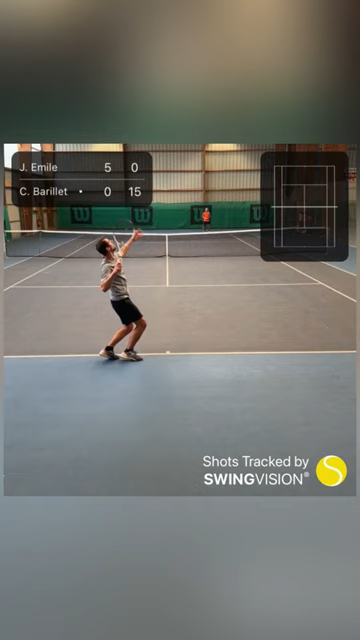 J. Emile 5 0
C. Barillet • 0 15
Shots Tracked by
SWINGVISION®